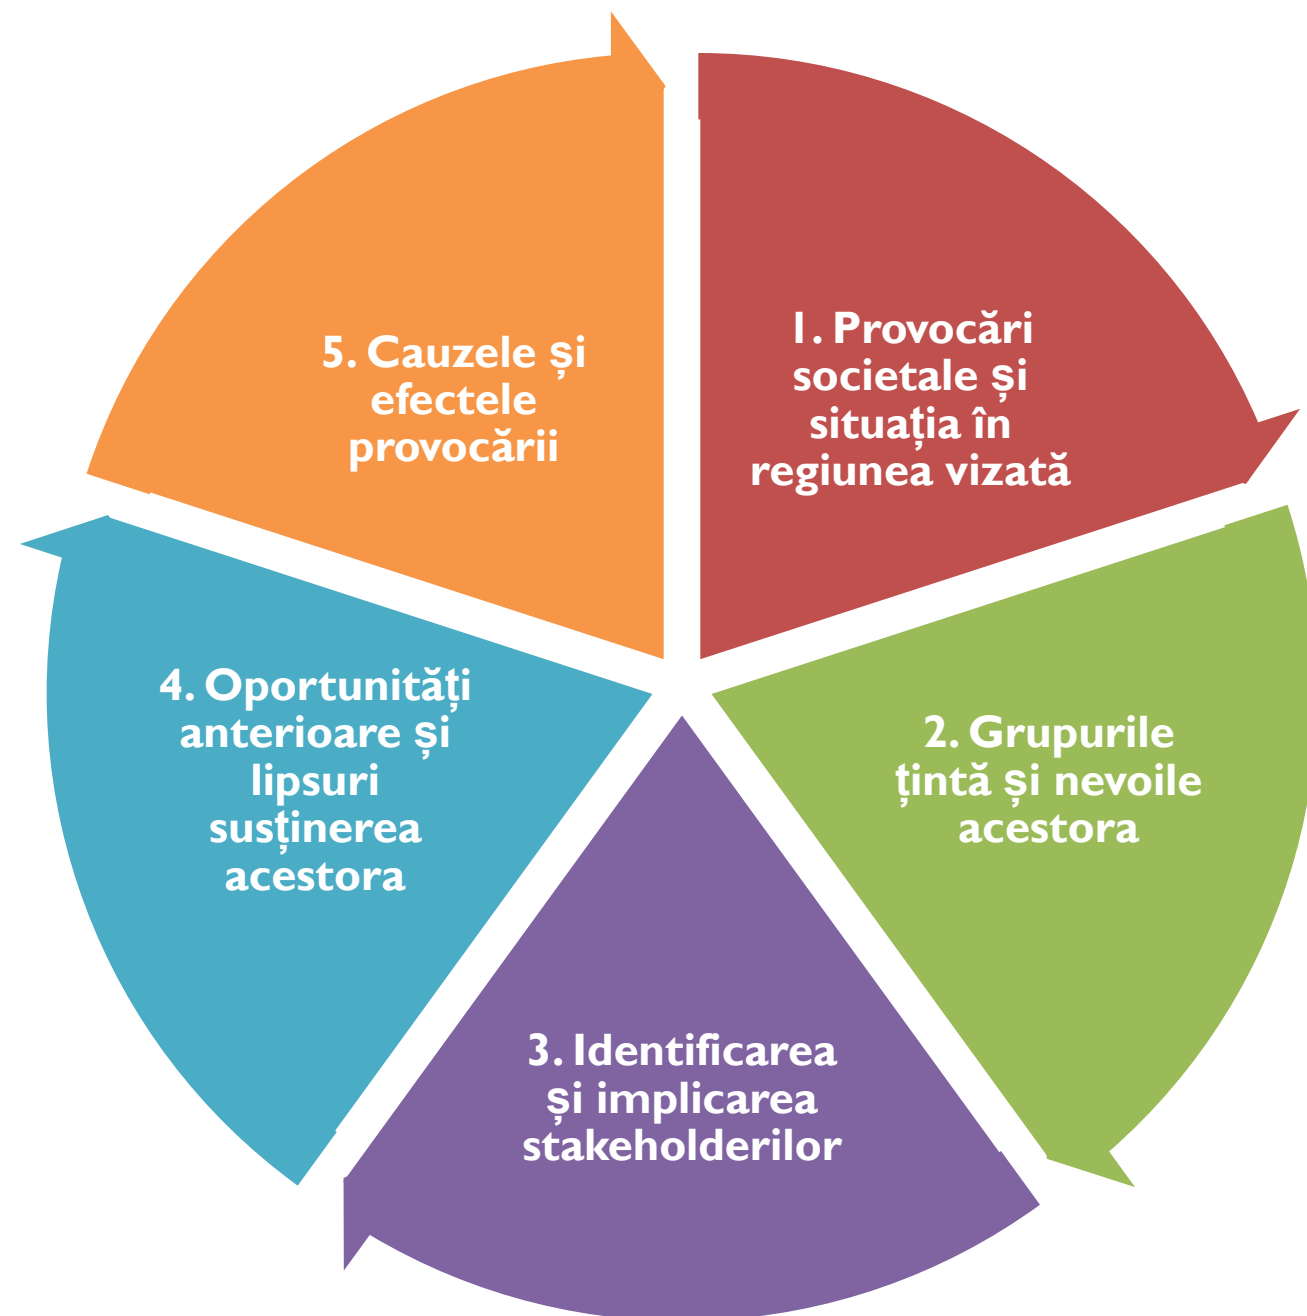 1. Provocări
societale și
situația în
regiunea vizată
2. Grupurile
țintă și nevoile
acestora
3. Identificarea
și implicarea
stakeholderilor
4. Oportunități
anterioare și
lipsuri
susținerea
acestora
5. Cauzele și
efectele
provocării